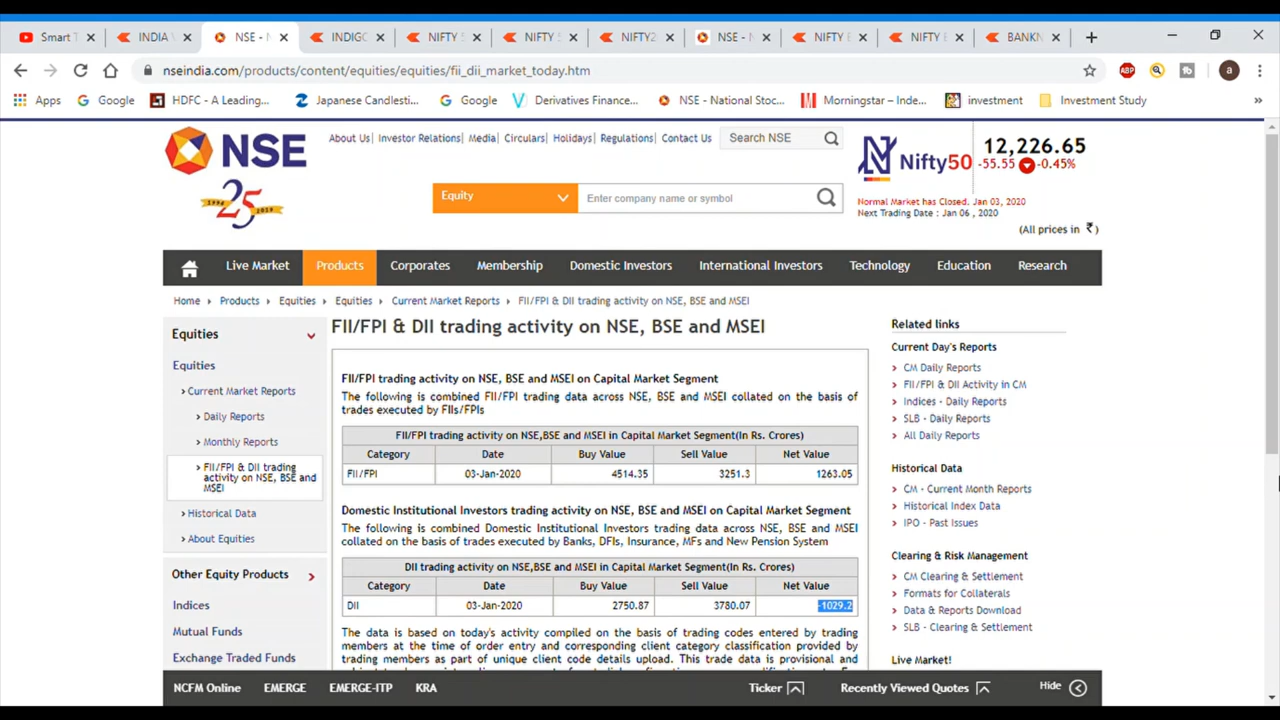 Smart T
INDIA V
NSE - N
INDIGO
NIFTY 5
NIFTY 5
NIFTY2
NSE - N
NIFTY E
NIFTY E
BANKN
nseindia.com/products/content/equities/equities/fii_dii_market_today.htm
ABP
a
Apps
Google
HDFC - A Leading...
Japanese Candlesti...
Google
Derivatives Finance...
NSE - National Stoc...
Morningstar – Inde...
investment
Investment Study
»
NSE
1994 25 2019
About Us| Investor Relations| Media| Circulars| Holidays| Regulations| Contact Us
Search NSE
Equity
Enter company name or symbol
Nifty50
12,226.65
-55.55 -0.45%
Normal Market has Closed. Jan 03, 2020
Next Trading Date : Jan 06 , 2020
(All prices in ₹ )
Live Market
Products
Corporates
Membership
Domestic Investors
International Investors
Technology
Education
Research
Home › Products › Equities › Equities › Current Market Reports › FII/FPI & DII trading activity on NSE, BSE and MSEI
Equities
Equities
Current Market Reports
Daily Reports
Monthly Reports
FII/FPI & DII trading
activity on NSE, BSE and
MSEI
Historical Data
About Equities
Other Equity Products
Indices
Mutual Funds
Exchange Traded Funds
FII/FPI & DII trading activity on NSE, BSE and MSEI
FII/FPI trading activity on NSE, BSE and MSEI on Capital Market Segment
The following is combined FII/FPI trading data across NSE, BSE and MSEI collated on the basis of
trades executed by FIIs/FPIs
FII/FPI trading activity on NSE,BSE and MSEI in Capital Market Segment(In Rs. Crores)
Category Date Buy Value Sell Value Net Value
FII/FPI 03-Jan-2020 4514.35 3251.3 1263.05
Domestic Institutional Investors trading activity on NSE, BSE and MSEI on Capital Market Segment
The following is combined Domestic Institutional Investors trading data across NSE, BSE and MSEI
collated on the basis of trades executed by Banks, DFIs, Insurance, MFs and New Pension System
DII trading activity on NSE,BSE and MSEI in Capital Market Segment(In Rs. Crores)
Category Date Buy Value Sell Value Net Value
DII 03-Jan-2020 2750.87 3780.07 -1029.2
The data is based on today's activity compiled on the basis of trading codes entered by trading
members at the time of order entry and corresponding client category classification provided by
trading members as part of unique client code details upload. This trade data is provisional and
Related links
Current Day's Reports
CM Daily Reports
FII/FPI & DII Activity in CM
Indices - Daily Reports
SLB - Daily Reports
All Daily Reports
Historical Data
CM - Current Month Reports
Historical Index Data
IPO - Past Issues
Clearing & Risk Management
CM Clearing & Settlement
Formats for Collaterals
Data & Reports Download
SLB - Clearing & Settlement
Live Market!
NCFM Online
EMERGE
EMERGE-ITP
KRA
Ticker
Recently Viewed Quotes
Hide